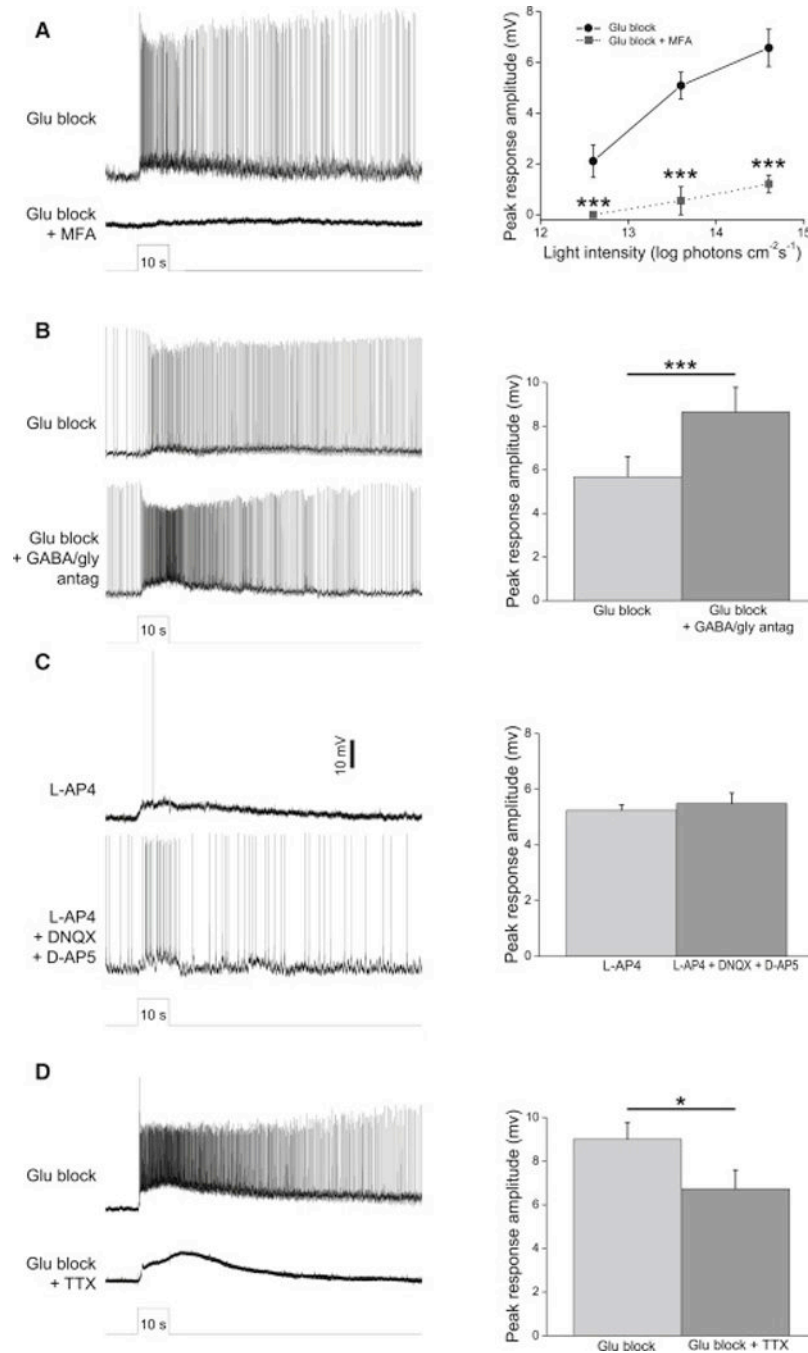 A
Glu block
Glu block
+ MFA
10 s
Peak response amplitude (mV)
8
6
4
2
0
Glu block
Glu block + MFA
***
***
***
12
13
14
15
Light intensity (log photons cm⁻²s⁻¹)
B
Glu block
Glu block
+ GABA/gly
antag
10 s
Peak response amplitude (mv)
10
8
6
4
2
0
***
Glu block
Glu block
+ GABA/gly antag
C
L-AP4
10 mV
L-AP4
+ DNQX
+ D-AP5
10 s
Peak response amplitude (mv)
8
6
4
2
0
L-AP4
L-AP4 + DNQX + D-AP5
D
Glu block
Glu block
+ TTX
10 s
Peak response amplitude (mv)
10
8
6
4
2
0
*
Glu block
Glu block + TTX